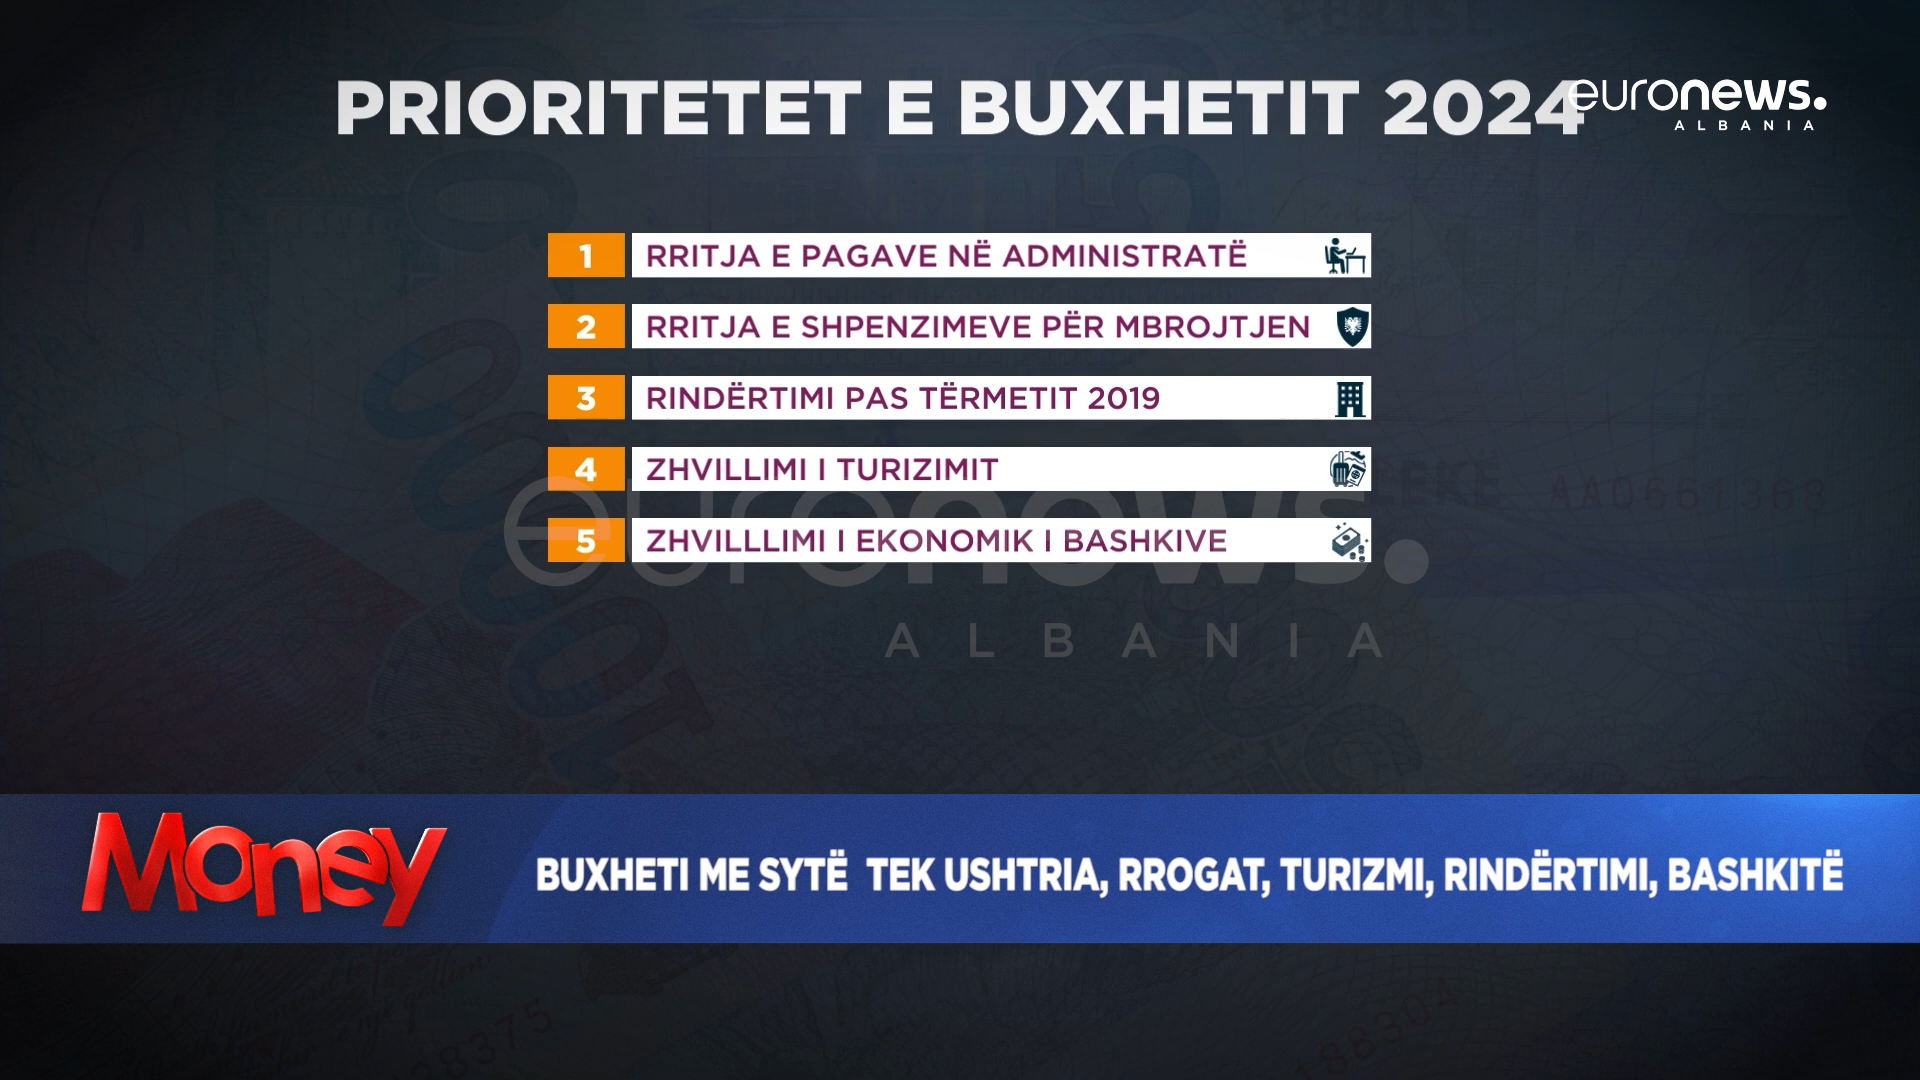 PRIORITETET E BUXHETIT 2024
euronews.
ALBANIA
1 RRITJA E PAGAVE NË ADMINISTRATË
2 RRITJA E SHPENZIMEVE PËR MBROJTJEN
3 RINDËRTIMI PAS TËRMETIT 2019
4 ZHVILLIMI I TURIZIMIT
5 ZHVILLLIMI I EKONOMIK I BASHKIVE
euronews.
ALBANIA
AA0661368
Money
BUXHETI ME SYTË TEK USHTRIA, RROGAT, TURIZMI, RINDËRTIMI, BASHKITË